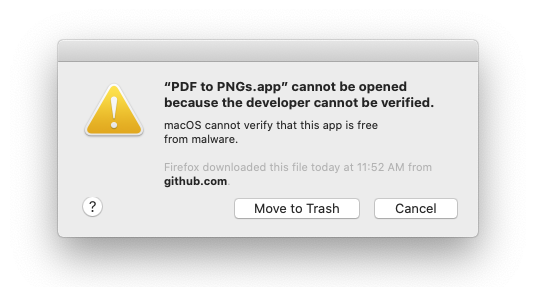 “PDF to PNGs.app” cannot be opened
because the developer cannot be verified.
macOS cannot verify that this app is free
from malware.
Firefox downloaded this file today at 11:52 AM from
github.com.
?
Move to Trash
Cancel